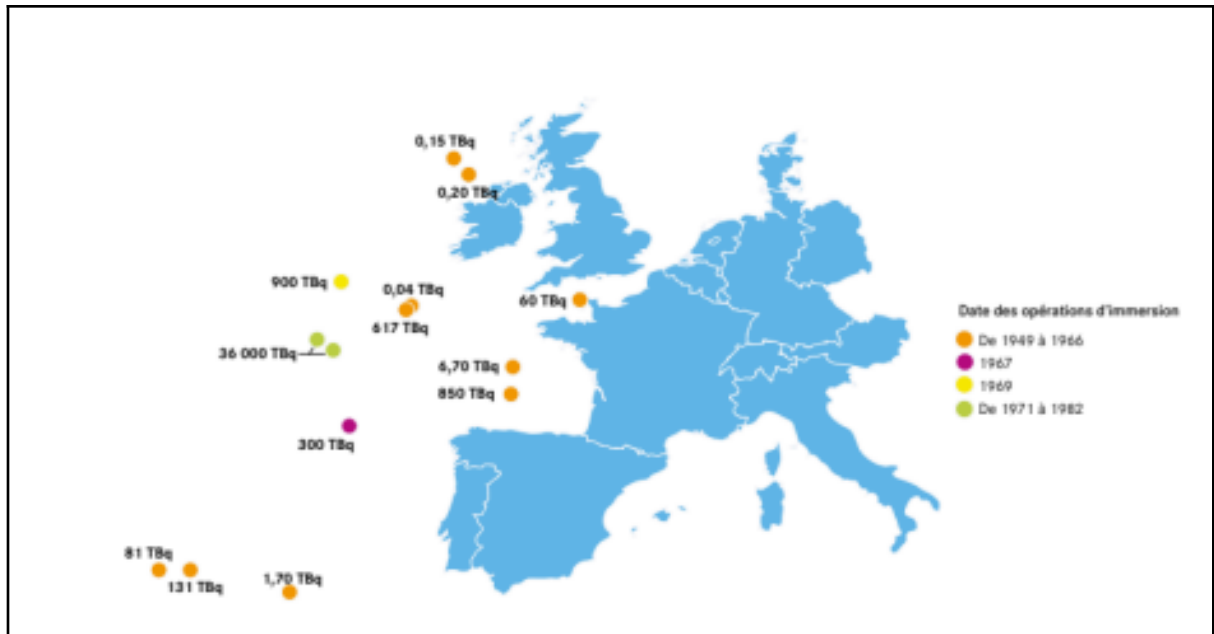 0,15 TBq
0,20 TBq
900 TBq
0,04 TBq
617 TBq
60 TBq
36 000 TBq
6,70 TBq
850 TBq
300 TBq
81 TBq
131 TBq
1,70 TBq
Date des opérations d'immersion
De 1949 à 1966
1967
1969
De 1971 à 1982